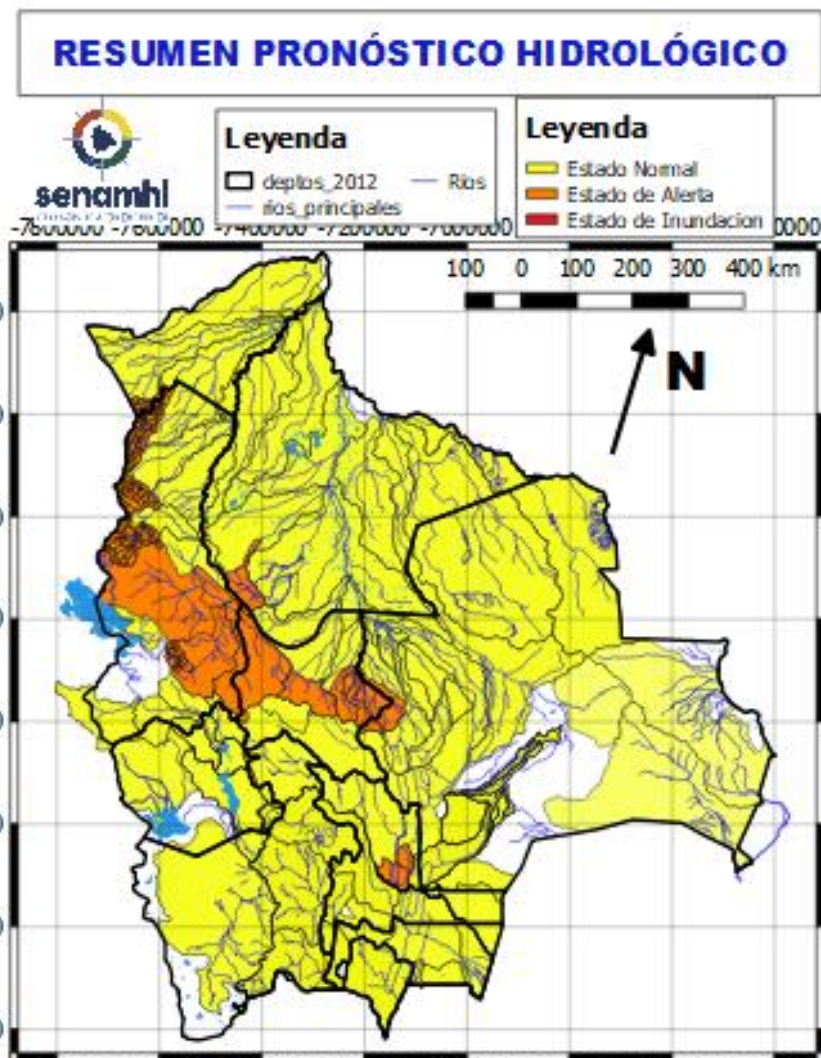 RESUMEN PRONÓSTICO HIDROLÓGICO
senamhi
Leyenda
deptos_2012
Rios
rios_principales
Leyenda
Estado Normal
Estado de Alerta
Estado de Inundacion
100 0 100 200 300 400 km
N